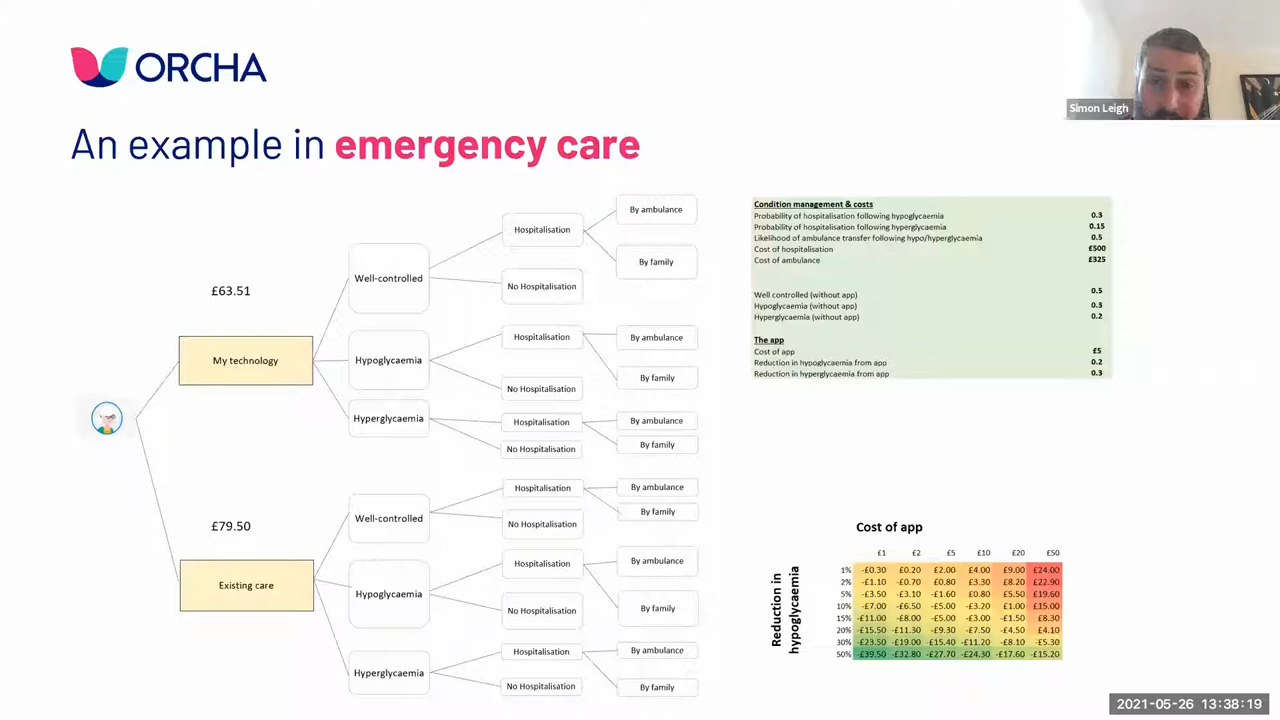 ORCHA
Simon Leigh
An example in emergency care
£63.51
My technology
Well-controlled
Hospitalisation
By ambulance
By family
No Hospitalisation
Hypoglycaemia
Hospitalisation
By ambulance
By family
No Hospitalisation
Hyperglycaemia
Hospitalisation
By ambulance
By family
No Hospitalisation
£79.50
Existing care
Well-controlled
Hospitalisation
By ambulance
By family
No Hospitalisation
Hypoglycaemia
Hospitalisation
By ambulance
By family
No Hospitalisation
Hyperglycaemia
Hospitalisation
By ambulance
By family
No Hospitalisation
Condition management & costs
Probability of hospitalisation following hypoglycaemia 0.3
Probability of hospitalisation following hyperglycaemia 0.15
Likelihood of ambulance transfer following hypo/hyperglycaemia 0.5
Cost of hospitalisation £500
Cost of ambulance £325
Well controlled (without app) 0.5
Hypoglycaemia (without app) 0.3
Hyperglycaemia (without app) 0.2
The app
Cost of app £5
Reduction in hypoglycaemia from app 0.2
Reduction in hyperglycaemia from app 0.3
Cost of app
£1 £2 £5 £10 £20 £50
Reduction in
hypoglycaemia
1% -£0.30 £0.20 £2.00 £4.00 £9.00 £24.00
2% -£1.10 -£0.70 £0.80 £3.30 £8.20 £22.90
5% -£3.50 -£3.10 -£1.60 £0.80 £5.50 £19.60
10% -£7.00 -£6.50 -£5.00 -£3.20 £1.00 £15.00
15% -£11.00 -£8.00 -£5.00 -£3.00 -£1.50 £8.30
20% -£15.50 -£11.30 -£9.30 -£7.50 -£4.50 £4.10
30% -£23.50 -£19.00 -£15.40 -£11.20 -£8.10 -£5.30
50% -£39.50 -£32.80 -£27.70 -£24.30 -£17.60 -£15.20
2021-05-26 13:38:19